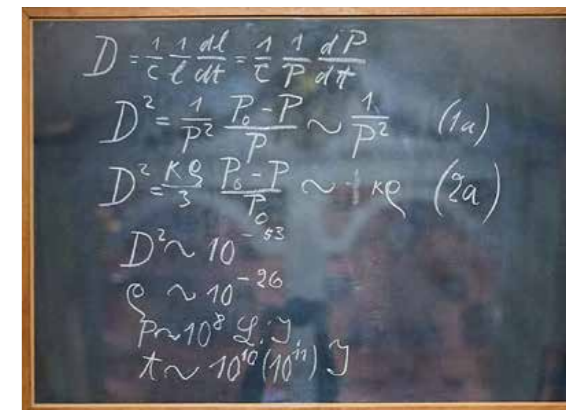 D = 1/c 1/l dl/dt = 1/c 1/P dP/dt
D² = 1/P² P₀-P/P ~ 1/P² (1a)
D² = κρ/3 P₀-P/P₀ ~ κρ (2a)
D² ~ 10⁻⁵³
ρ ~ 10⁻²⁶
P ~ 10⁸ L.J.
t ~ 10¹⁰(10¹¹) J